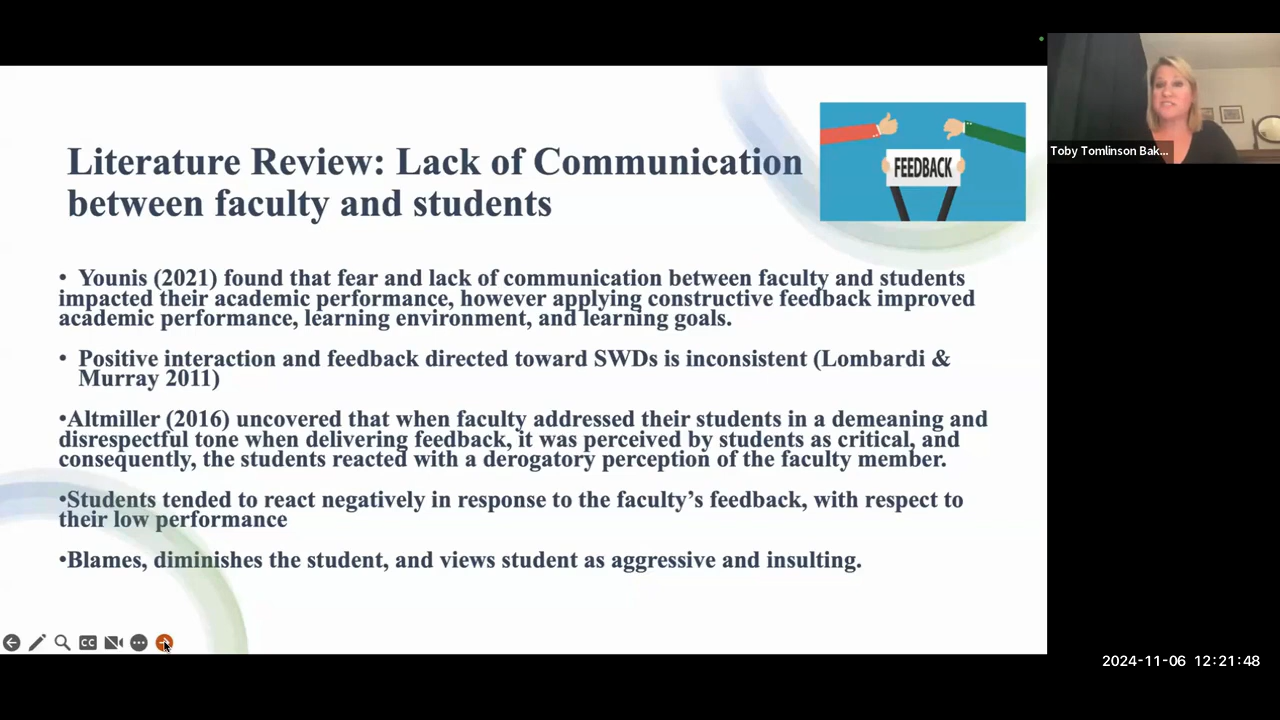 Literature Review: Lack of Communication
between faculty and students
FEEDBACK
• Younis (2021) found that fear and lack of communication between faculty and students
impacted their academic performance, however applying constructive feedback improved
academic performance, learning environment, and learning goals.
• Positive interaction and feedback directed toward SWDs is inconsistent (Lombardi &
Murray 2011)
•Altmiller (2016) uncovered that when faculty addressed their students in a demeaning and
disrespectful tone when delivering feedback, it was perceived by students as critical, and
consequently, the students reacted with a derogatory perception of the faculty member.
•Students tended to react negatively in response to the faculty’s feedback, with respect to
their low performance
•Blames, diminishes the student, and views student as aggressive and insulting.
CC
Toby Tomlinson Bak...
2024-11-06 12:21:48